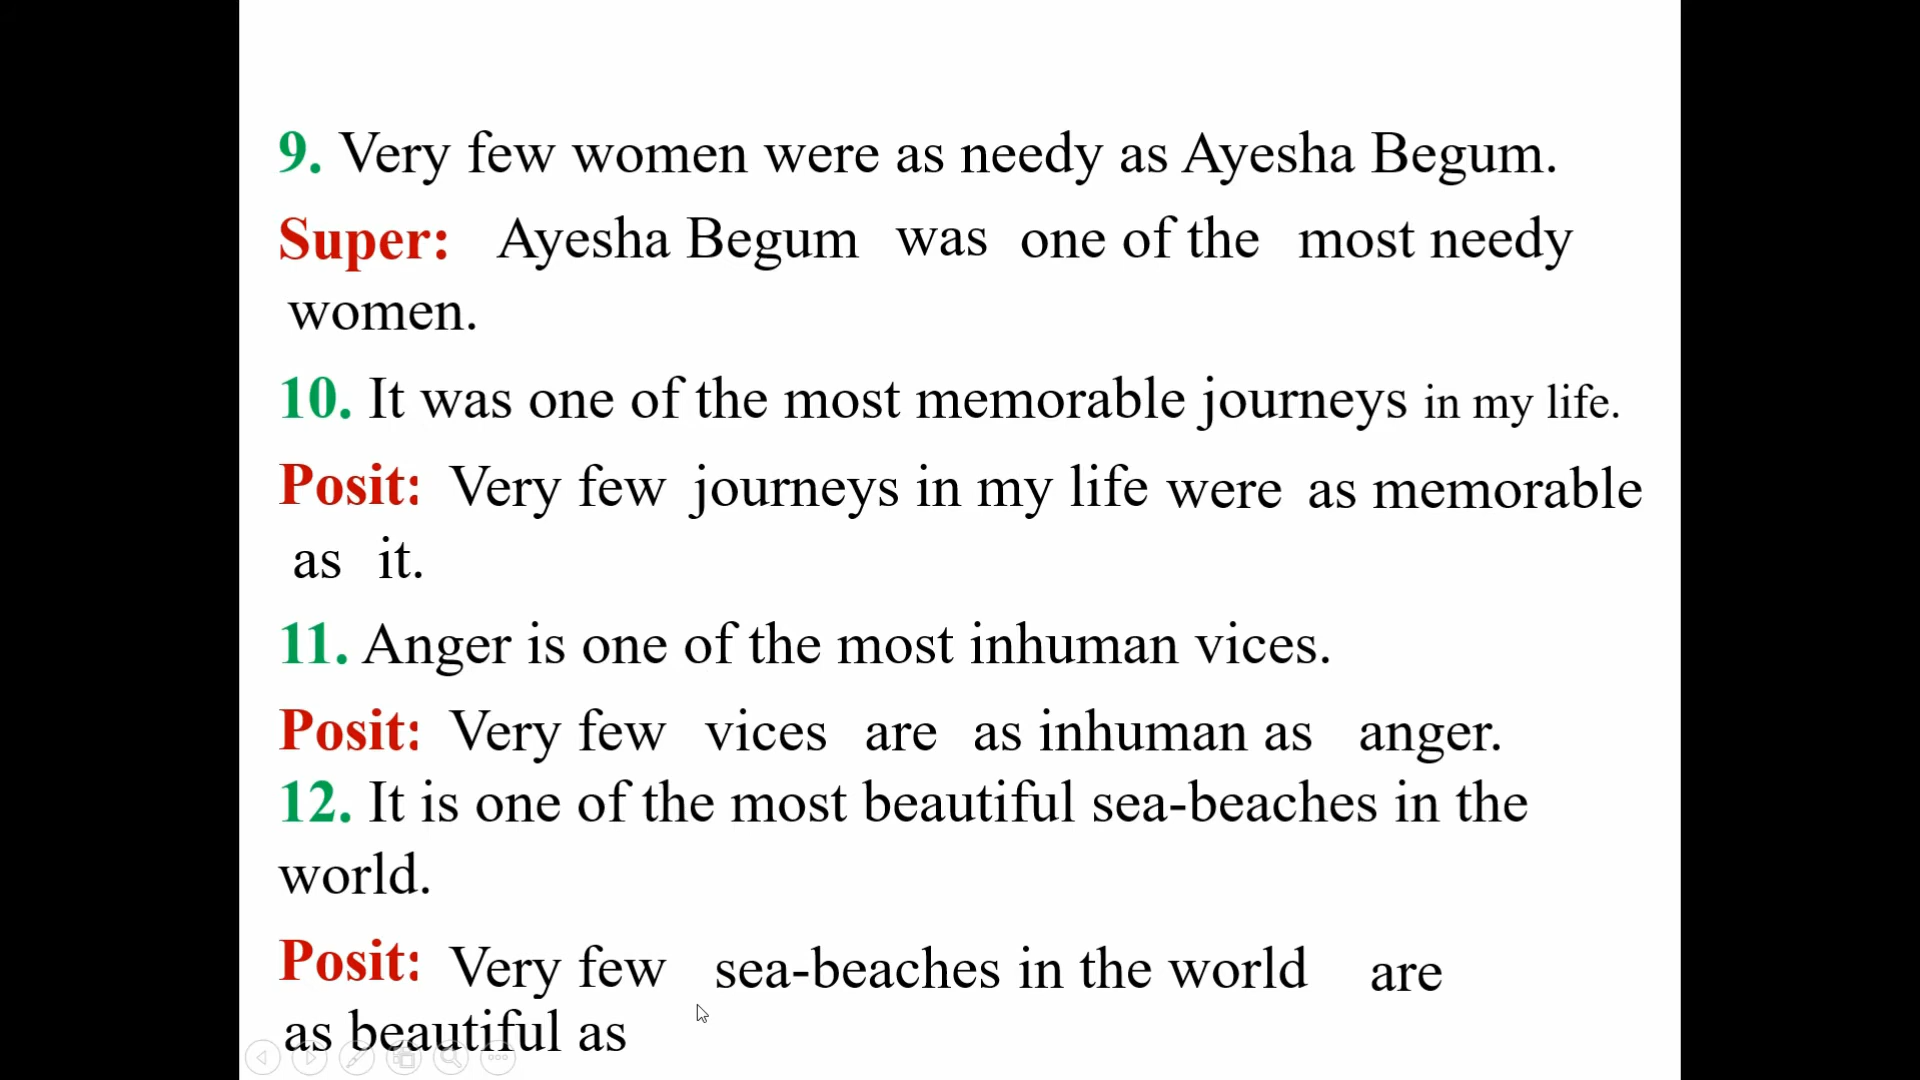 9. Very few women were as needy as Ayesha Begum.
Super: Ayesha Begum was one of the most needy
women.
10. It was one of the most memorable journeys in my life.
Posit: Very few journeys in my life were as memorable
as it.
11. Anger is one of the most inhuman vices.
Posit: Very few vices are as inhuman as anger.
12. It is one of the most beautiful sea-beaches in the
world.
Posit: Very few sea-beaches in the world are
as beautiful as